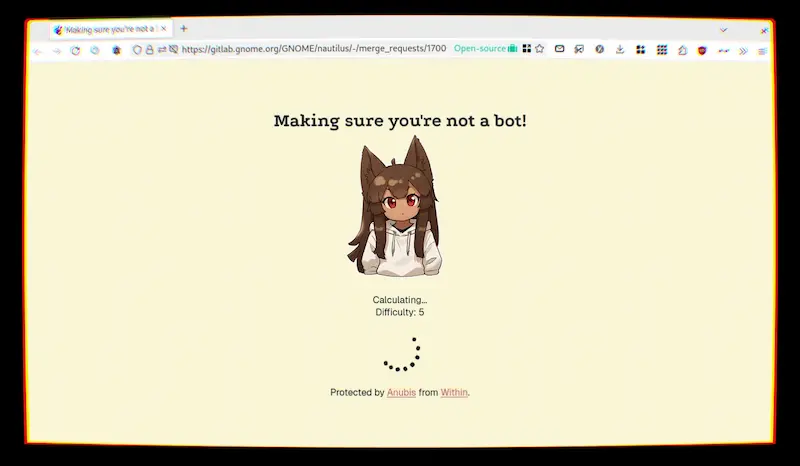 Making sure you're not a
https://gitlab.gnome.org/GNOME/nautilus/-/merge_requests/1700 Open-source
Making sure you're not a bot!
Calculating...
Difficulty: 5
Protected by Anubis from Within.